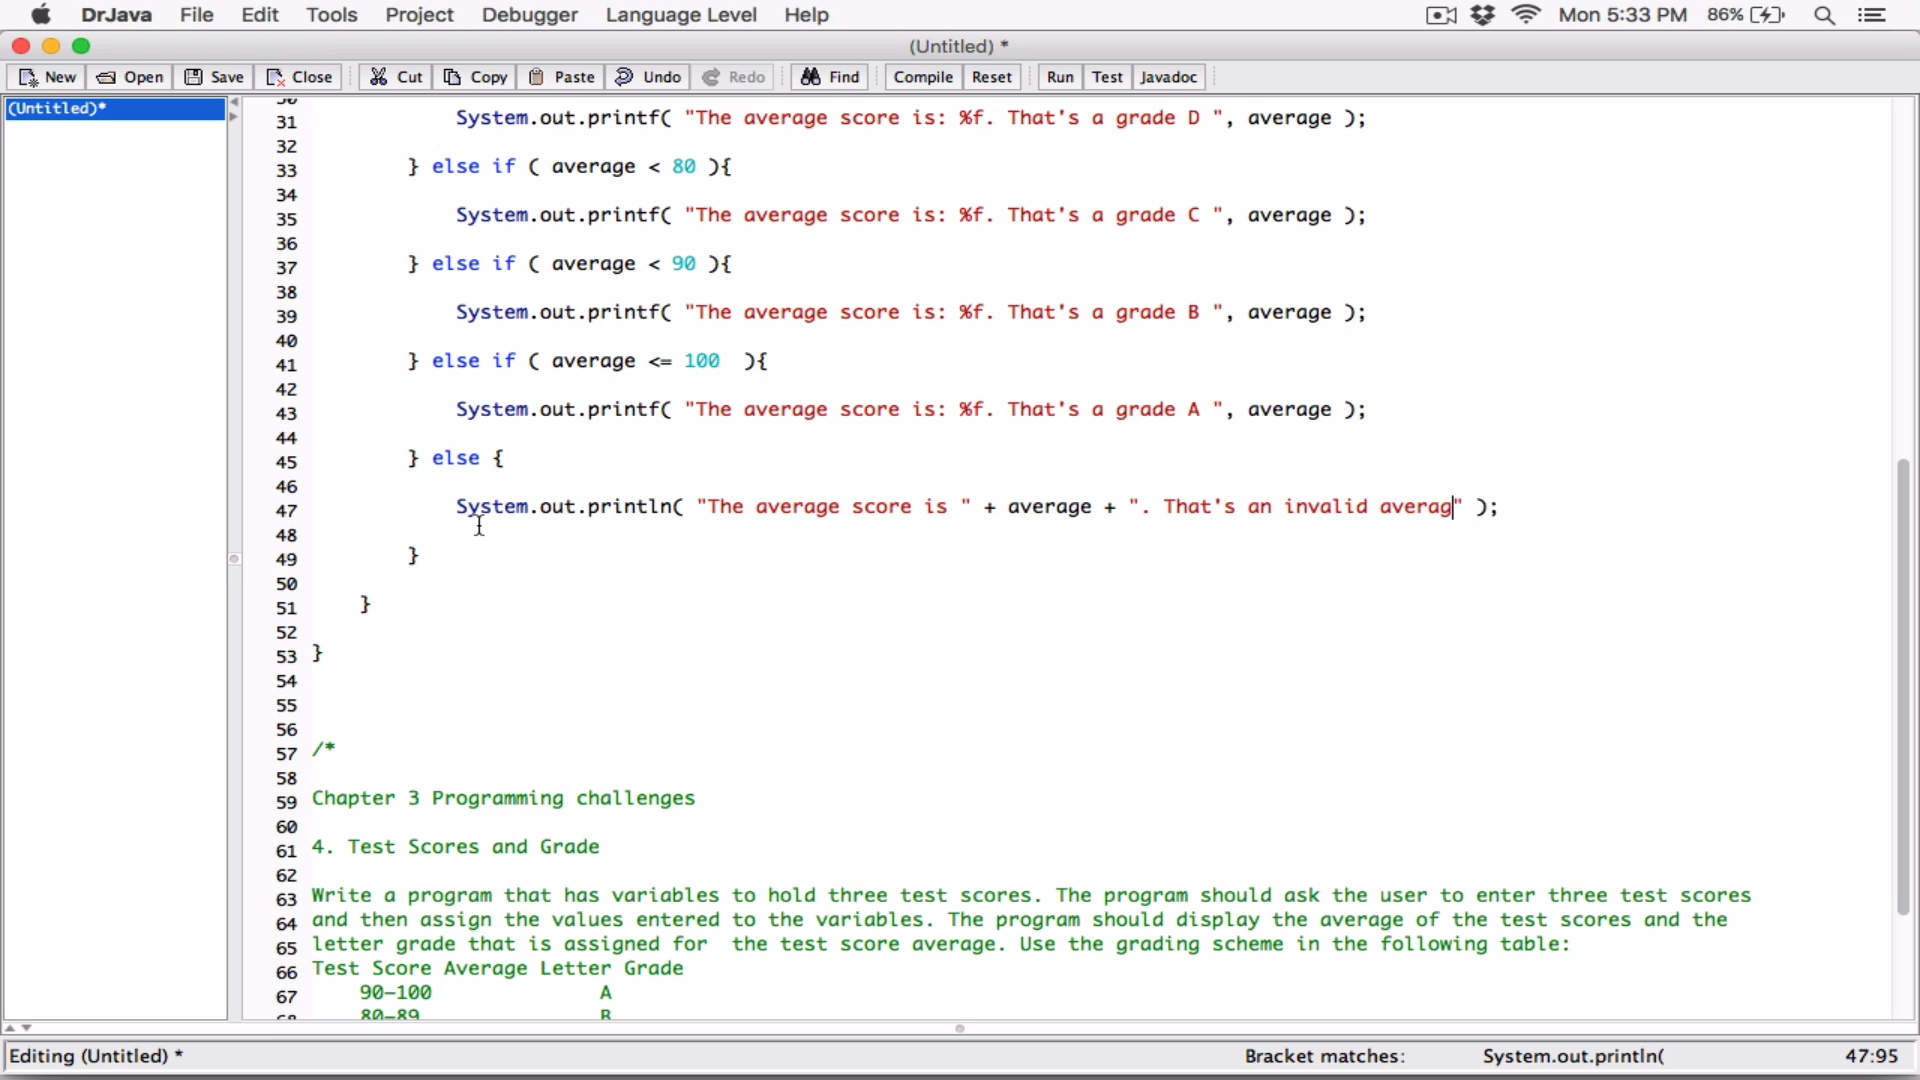 DrJava File Edit Tools Project Debugger Language Level Help Mon 5:33 PM 86%
(Untitled) *
New Open Save Close Cut Copy Paste Undo Redo Find Compile Reset Run Test Javadoc
(Untitled)*
30
31 System.out.printf( "The average score is: %f. That's a grade D ", average );
32
33 } else if ( average < 80 ){
34
35 System.out.printf( "The average score is: %f. That's a grade C ", average );
36
37 } else if ( average < 90 ){
38
39 System.out.printf( "The average score is: %f. That's a grade B ", average );
40
41 } else if ( average <= 100  ){
42
43 System.out.printf( "The average score is: %f. That's a grade A ", average );
44
45 } else {
46
47 System.out.println( "The average score is " + average + ". That's an invalid averag" );
48
49 }
50
51 }
52
53 }
54
55
56
57 /*
58
59 Chapter 3 Programming challenges
60
61 4. Test Scores and Grade
62
63 Write a program that has variables to hold three test scores. The program should ask the user to enter three test scores
64 and then assign the values entered to the variables. The program should display the average of the test scores and the
65 letter grade that is assigned for  the test score average. Use the grading scheme in the following table:
66 Test Score Average Letter Grade
67 90-100 A
68 80-89 B
Editing (Untitled) * Bracket matches: System.out.println( 47:95